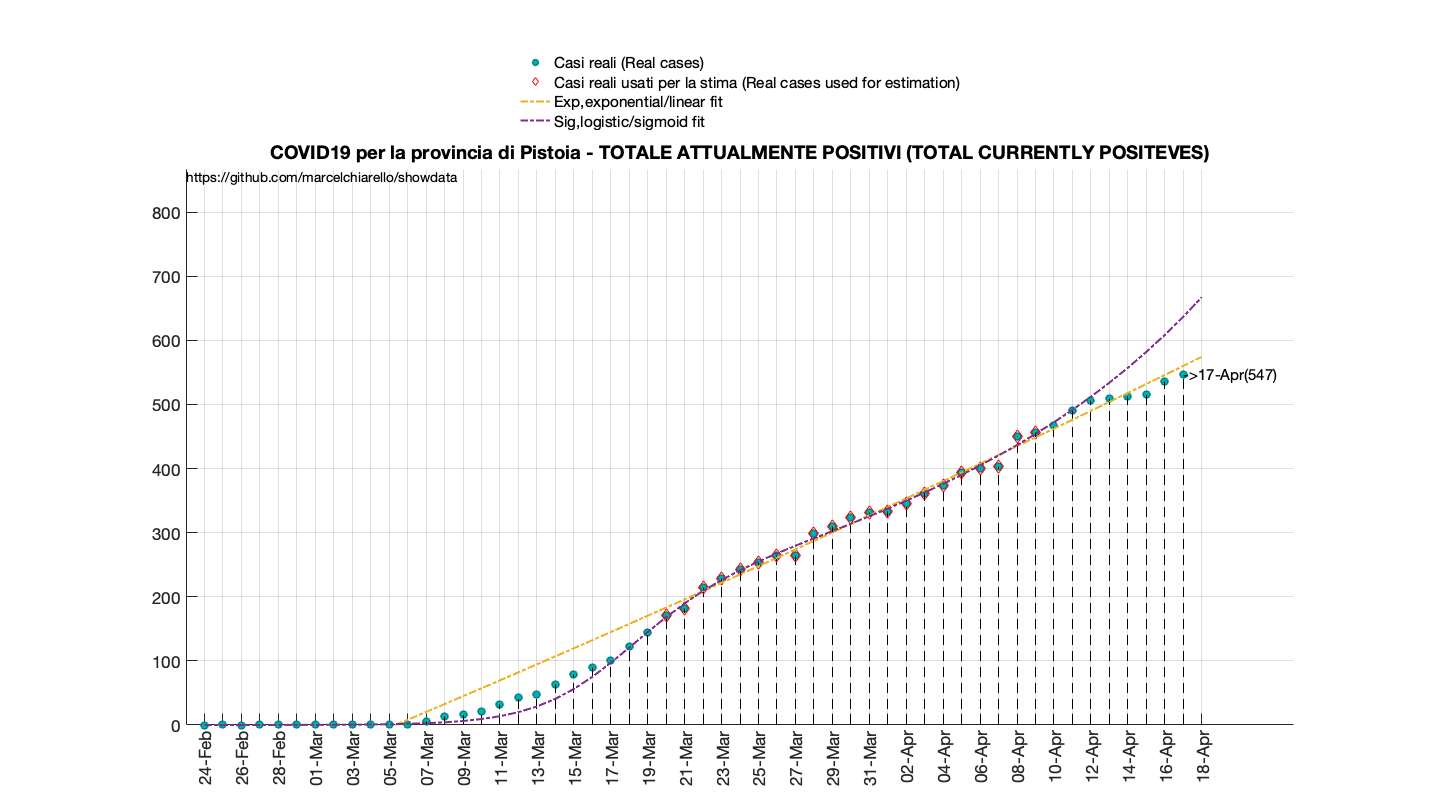 Casi reali (Real cases)
Casi reali usati per la stima (Real cases used for estimation)
Exp,exponential/linear fit
Sig,logistic/sigmoid fit
COVID19 per la provincia di Pistoia - TOTALE ATTUALMENTE POSITIVI (TOTAL CURRENTLY POSITEVES)
https://github.com/marcelchiarello/showdata
800
700
600
500
400
300
200
100
0
->17-Apr(547)
24-Feb
26-Feb
28-Feb
01-Mar
03-Mar
05-Mar
07-Mar
09-Mar
11-Mar
13-Mar
15-Mar
17-Mar
19-Mar
21-Mar
23-Mar
25-Mar
27-Mar
29-Mar
31-Mar
02-Apr
04-Apr
06-Apr
08-Apr
10-Apr
12-Apr
14-Apr
16-Apr
18-Apr